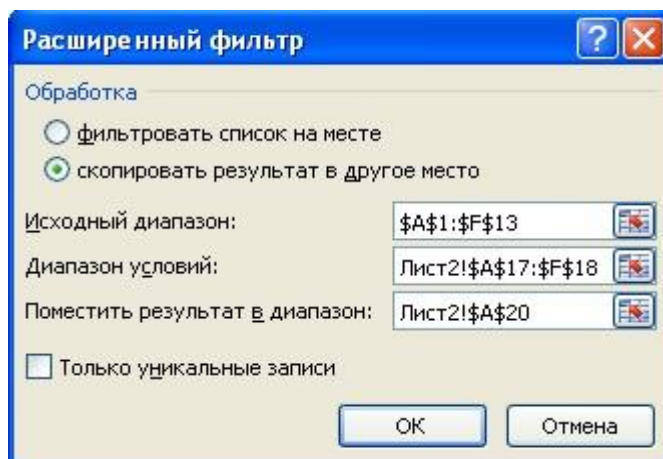 Расширенный фильтр
Обработка
фильтровать список на месте
скопировать результат в другое место
Исходный диапазон: $A$1:$F$13
Диапазон условий: Лист2!$A$17:$F$18
Поместить результат в диапазон: Лист2!$A$20
Только уникальные записи
ОК Отмена